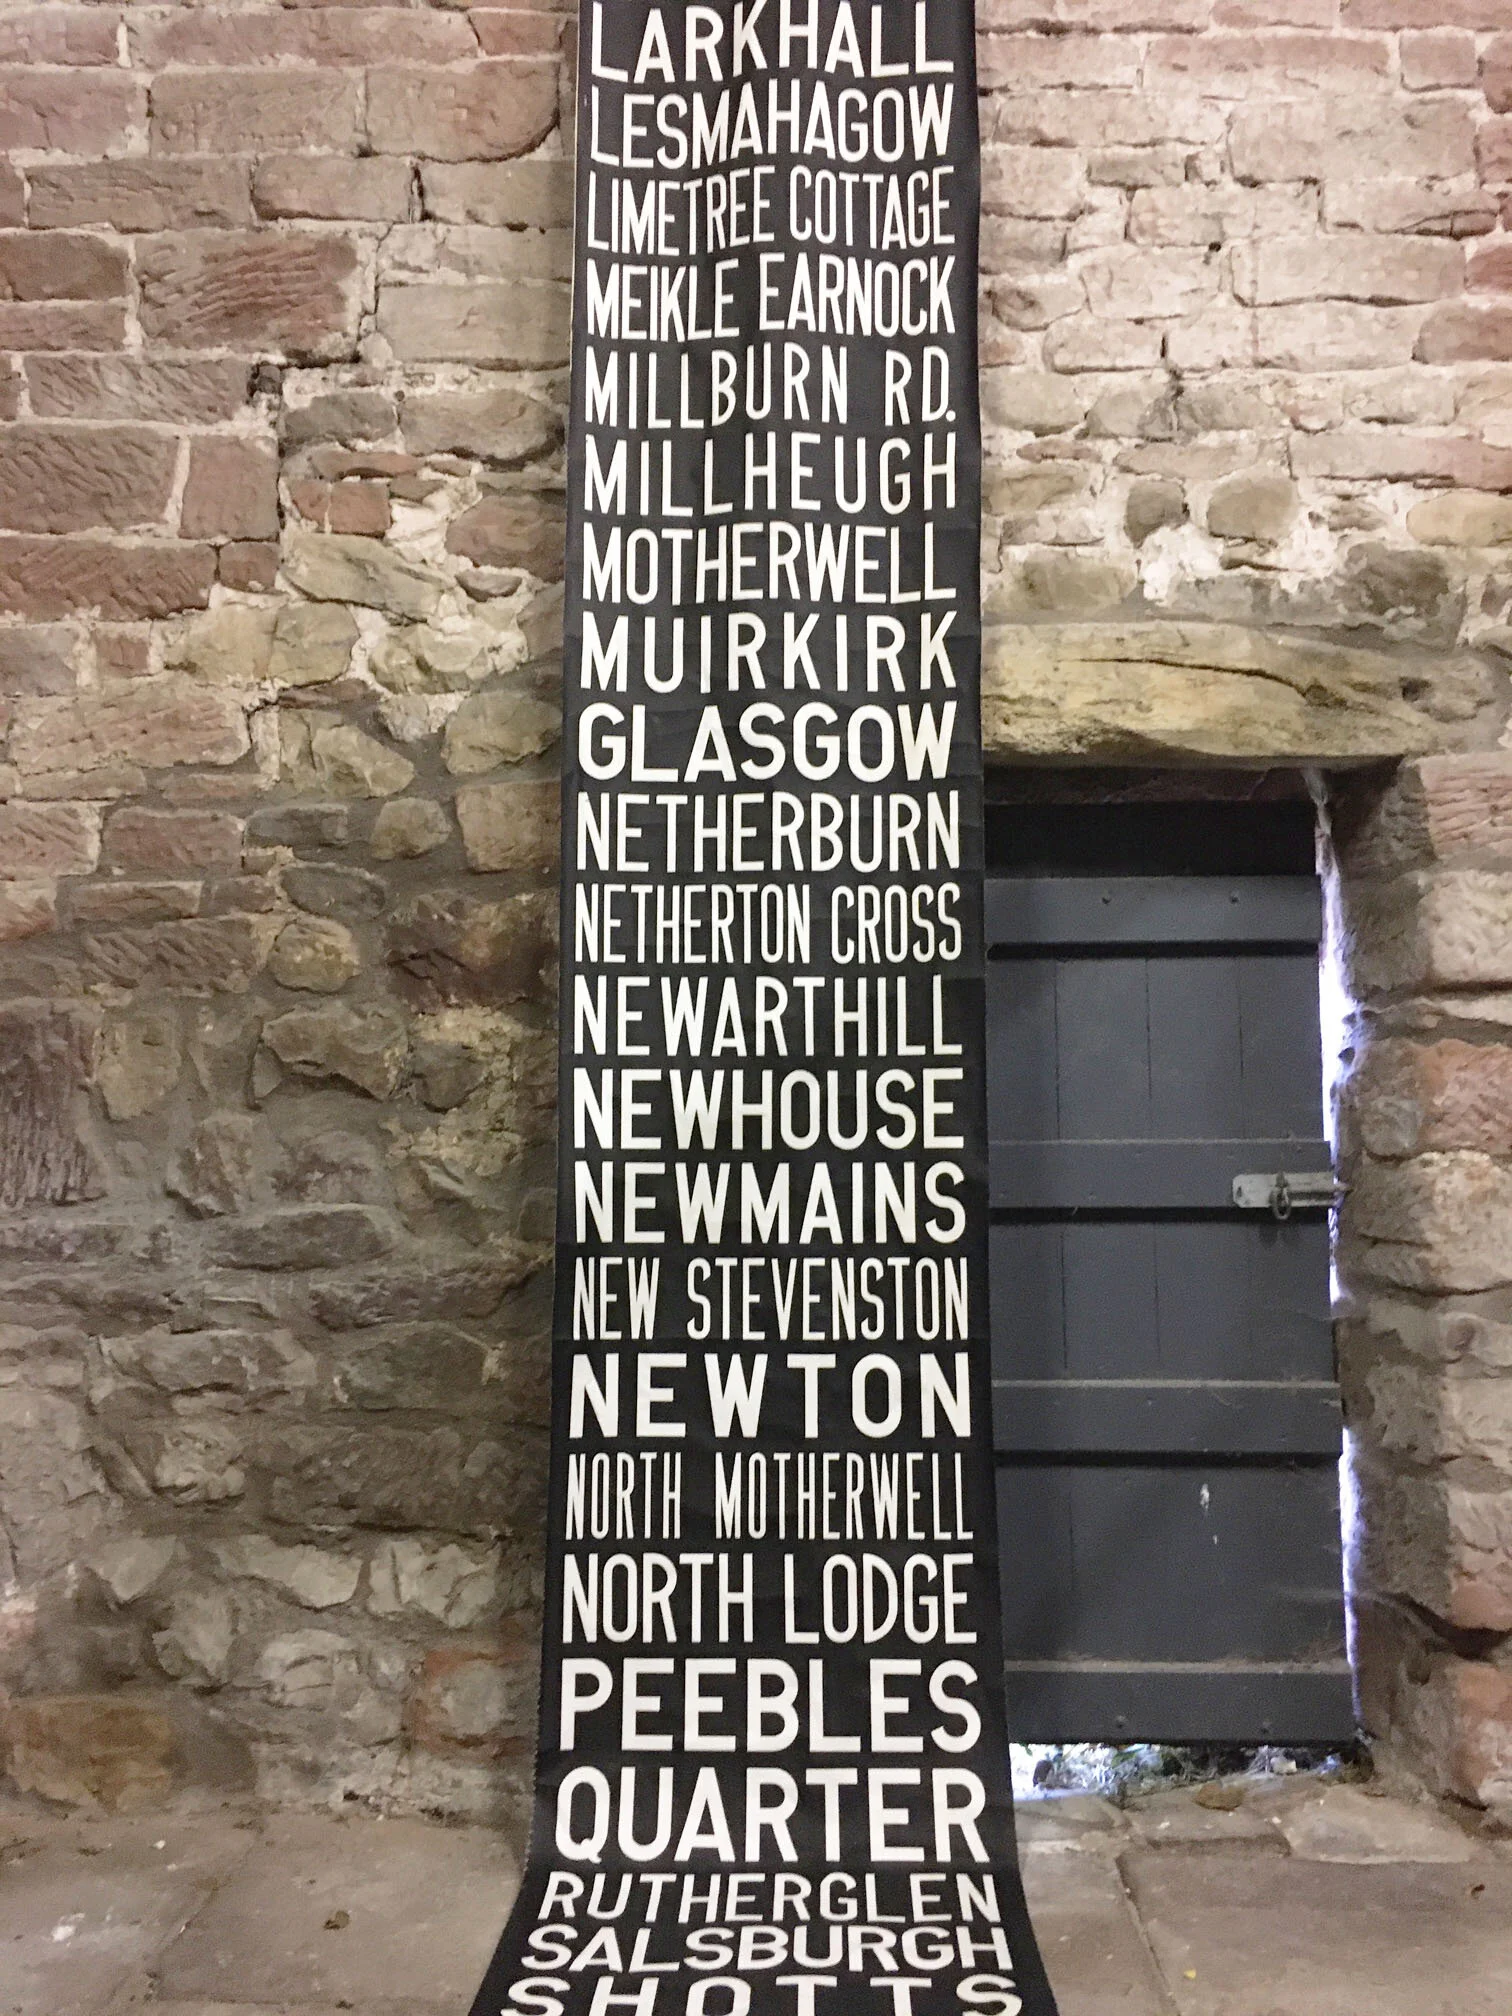 LARKHALL
LESMAHAGOW
LIMETREE COTTAGE
MEIKLE EARNOCK
MILLBURN RD.
MILLHEUGH
MOTHERWELL
MUIRKIRK
GLASGOW
NETHERBURN
NETHERTON CROSS
NEWARTHILL
NEWHOUSE
NEWMAINS
NEW STEVENSTON
NEWTON
NORTH MOTHERWELL
NORTH LODGE
PEEBLES
QUARTER
RUTHERGLEN
SALSBURGH
SHOTTS